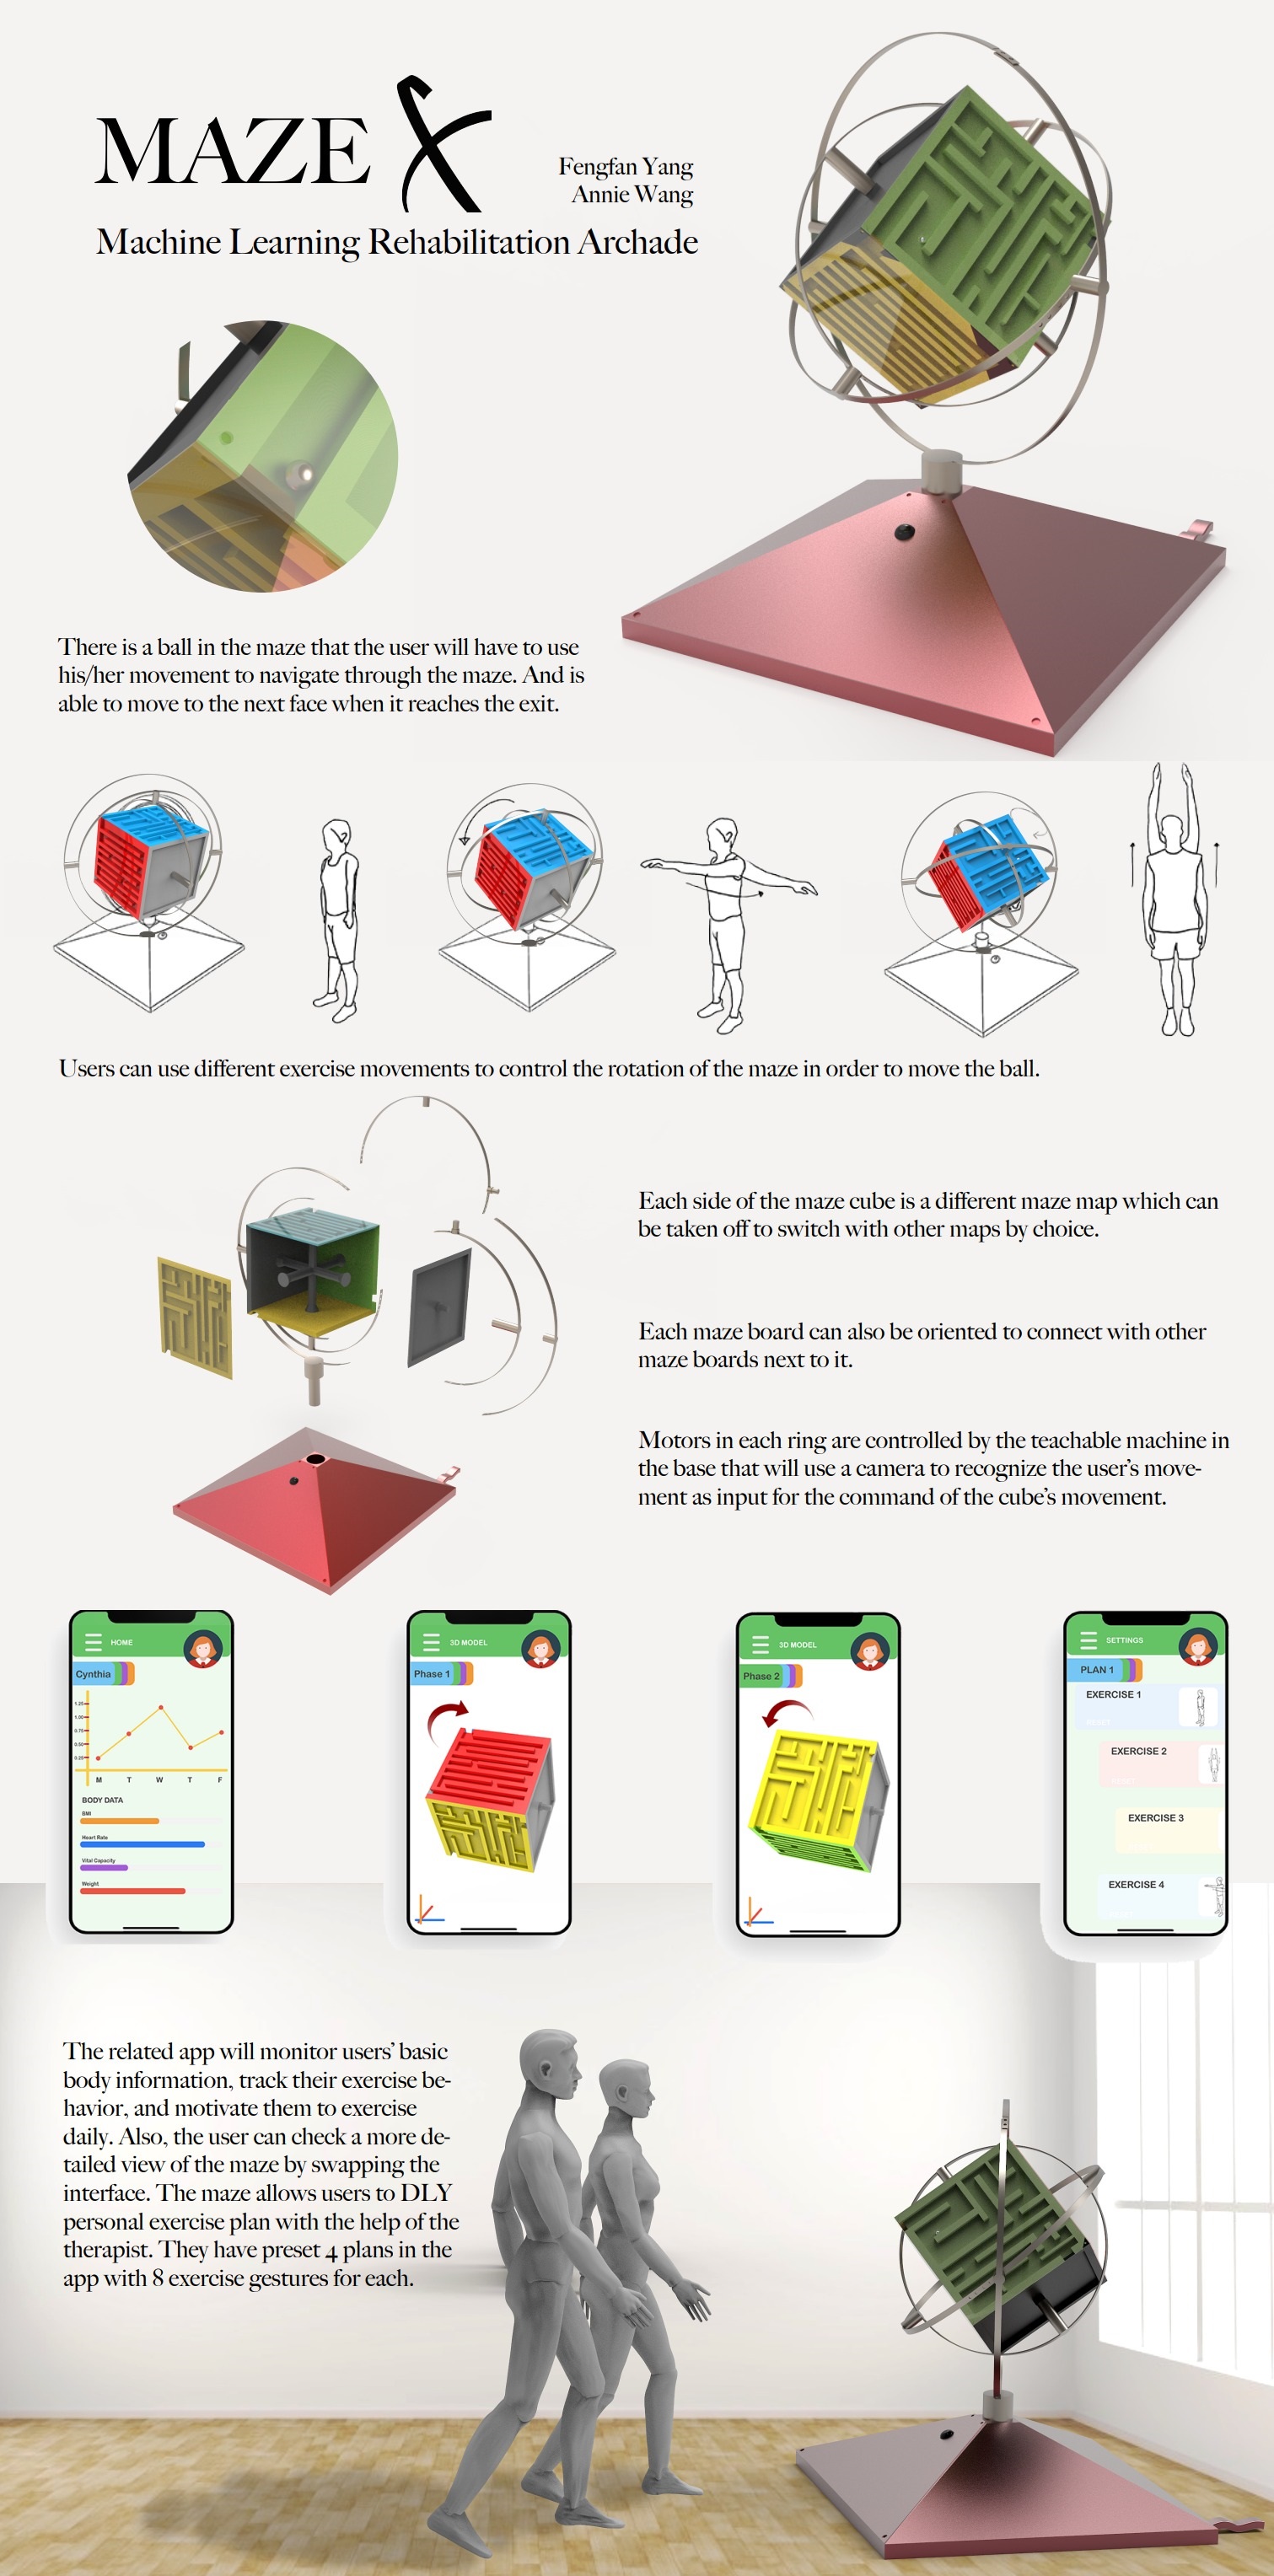 MAZE X
Fengfan Yang
Annie Wang
Machine Learning Rehabilitation Archade
There is a ball in the maze that the user will have to use
his/her movement to navigate through the maze. And is
able to move to the next face when it reaches the exit.
Users can use different exercise movements to control the rotation of the maze in order to move the ball.
Each side of the maze cube is a different maze map which can
be taken off to switch with other maps by choice.
Each maze board can also be oriented to connect with other
maze boards next to it.
Motors in each ring are controlled by the teachable machine in
the base that will use a camera to recognize the user's move-
ment as input for the command of the cube's movement.
HOME
Cynthia
1.25
1.00
0.75
0.50
0.25
M T W T F
BODY DATA
BMI
Heart Rate
Vital Capacity
Weight
3D MODEL
Phase 1
3D MODEL
Phase 2
SETTINGS
PLAN 1
EXERCISE 1
EXERCISE 2
EXERCISE 3
EXERCISE 4
The related app will monitor users' basic
body information, track their exercise be-
havior, and motivate them to exercise
daily. Also, the user can check a more de-
tailed view of the maze by swapping the
interface. The maze allows users to DLY
personal exercise plan with the help of the
therapist. They have preset 4 plans in the
app with 8 exercise gestures for each.